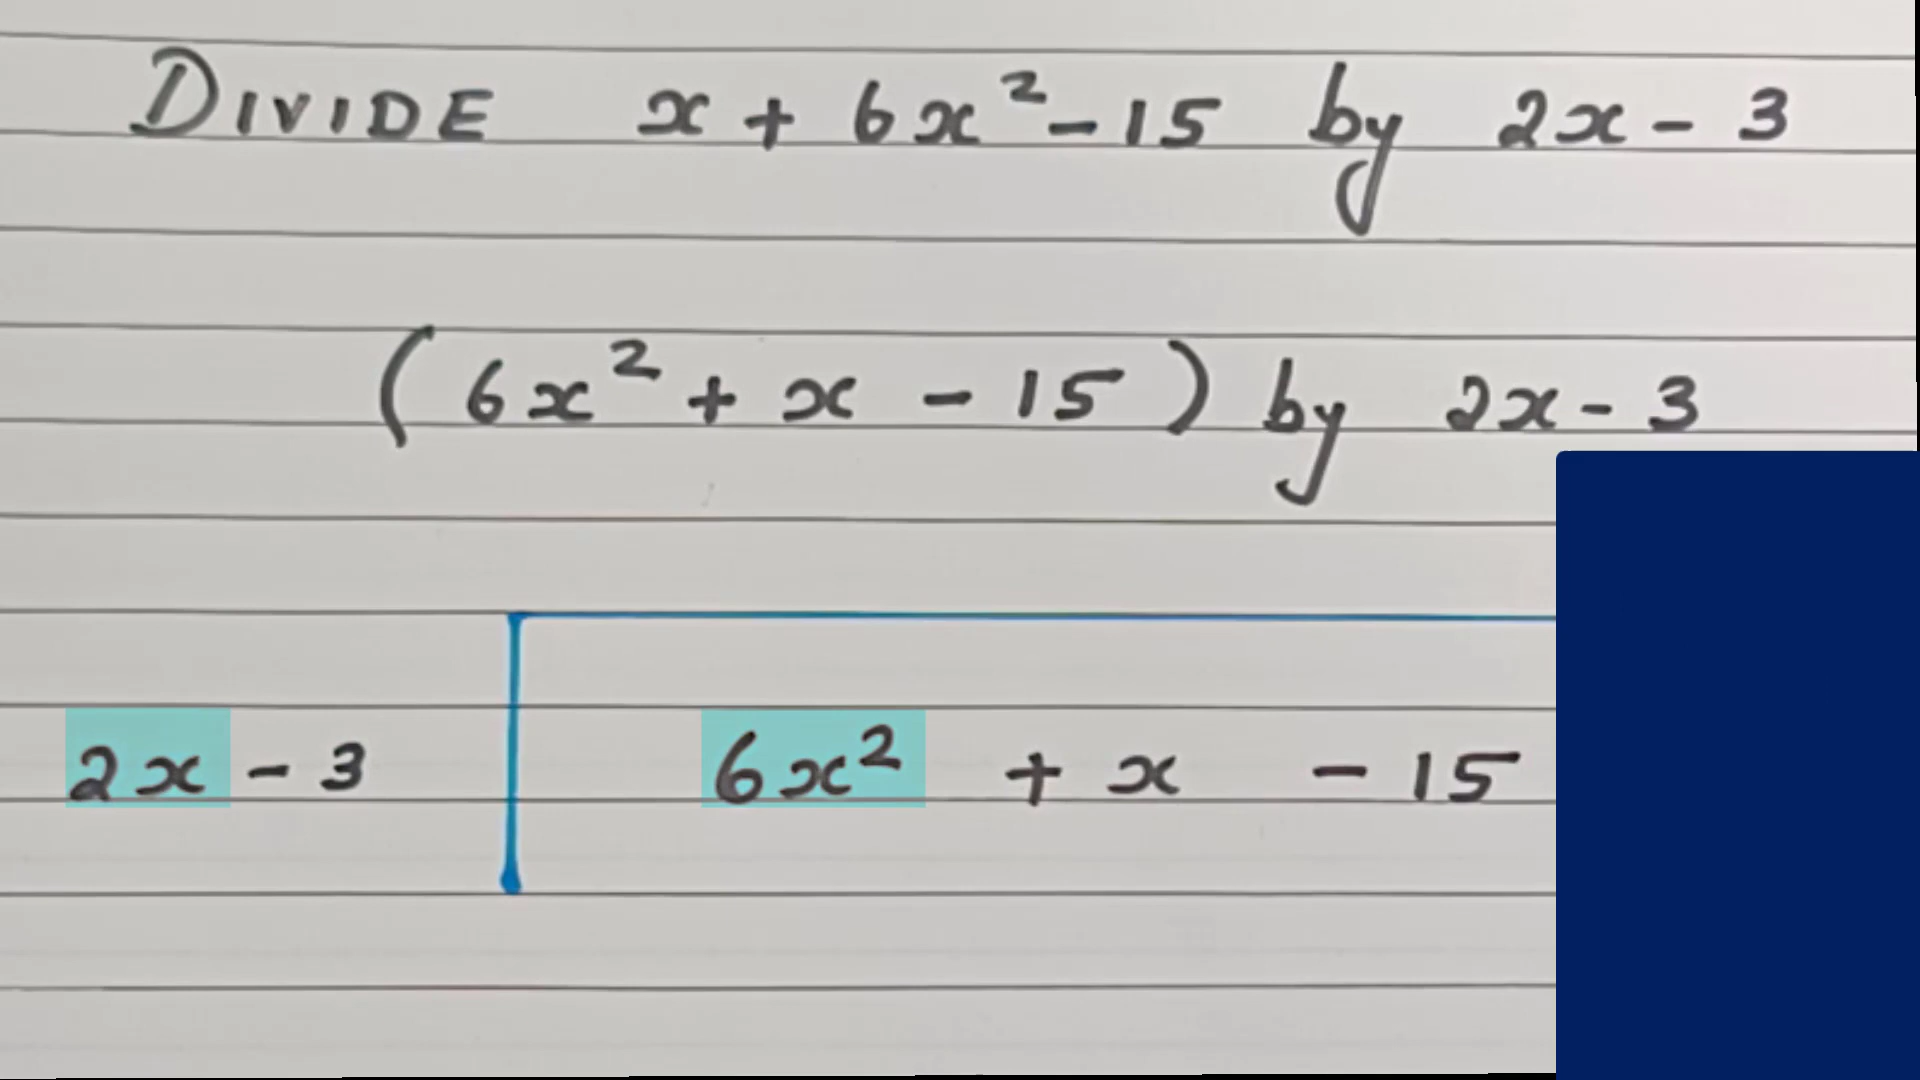 DIVIDE x + 6x² - 15 by 2x - 3
(6x² + x - 15) by 2x - 3
2x - 3 6x² + x - 15